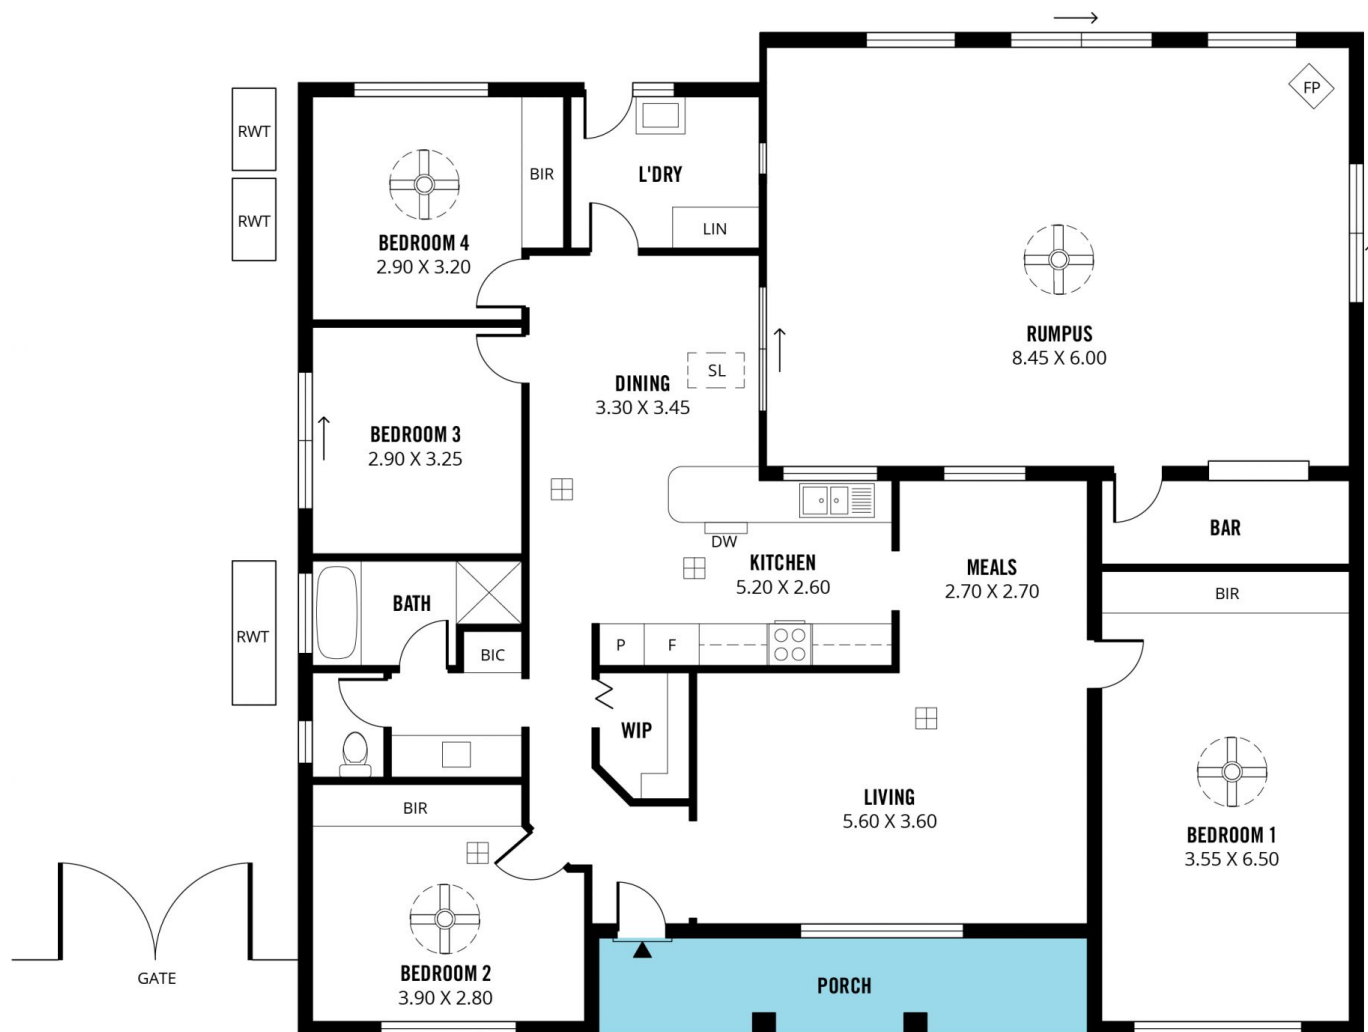 FP
RWT
BIR
L'DRY
RWT
LIN
BEDROOM 4
2.90 X 3.20
RUMPUS
8.45 X 6.00
SL
DINING
3.30 X 3.45
BEDROOM 3
2.90 X 3.25
BAR
DW
KITCHEN
5.20 X 2.60
MEALS
2.70 X 2.70
BIR
BATH
RWT
BIC
P
F
WIP
LIVING
5.60 X 3.60
BIR
BEDROOM 1
3.55 X 6.50
GATE
BEDROOM 2
3.90 X 2.80
PORCH